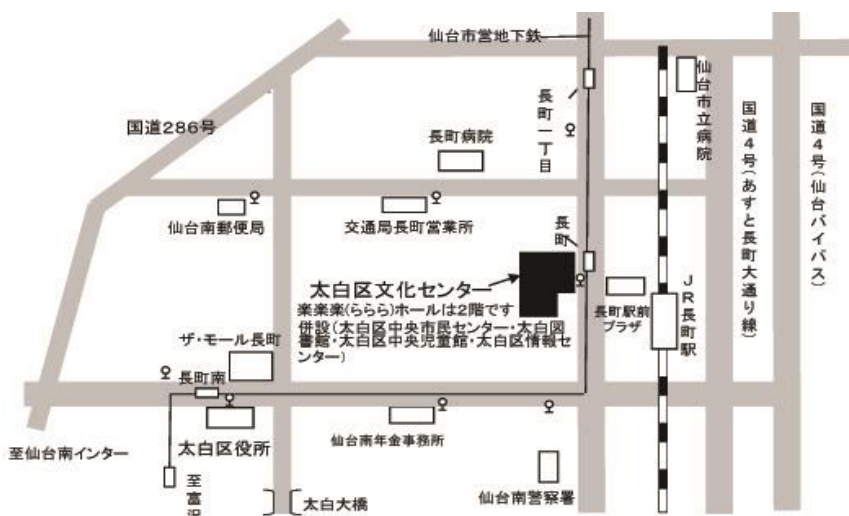 仙台市営地下鉄
国道286号
長町病院
長町一丁目
仙台市立病院
国道4号(あすと長町大通り線)
国道4号(仙台バイパス)
仙台南郵便局
交通局長町営業所
長町
太白区文化センター
楽楽楽(ららら)ホールは2階です
併設(太白区中央市民センター・太白図
書館・太白区中央児童館・太白区情報セ
ンター)
長町駅前
プラザ
JR長町駅
ザ・モール長町
長町南
太白区役所
仙台南年金事務所
至仙台南インター
至富沢
太白大橋
仙台南警察署